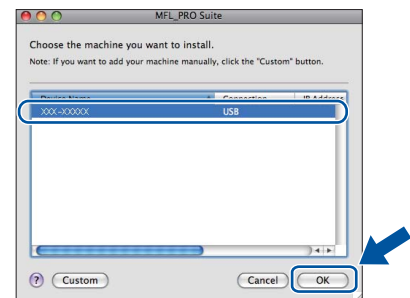 MFL_PRO Suite
Choose the machine you want to install.
Note: If you want to add your machine manually, click the "Custom" button.
Device Name Connection IP Address
XXX-XXXXX USB
? Custom Cancel OK